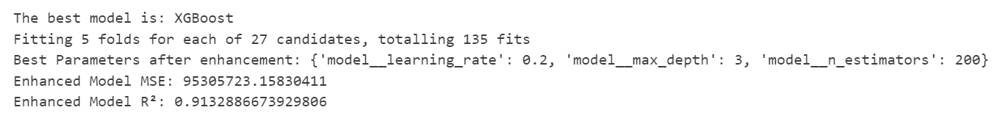 The best model is: XGBoost
Fitting 5 folds for each of 27 candidates, totalling 135 fits
Best Parameters after enhancement: {'model__learning_rate': 0.2, 'model__max_depth': 3, 'model__n_estimators': 200}
Enhanced Model MSE: 95305723.15830411
Enhanced Model R²: 0.9132886673929806